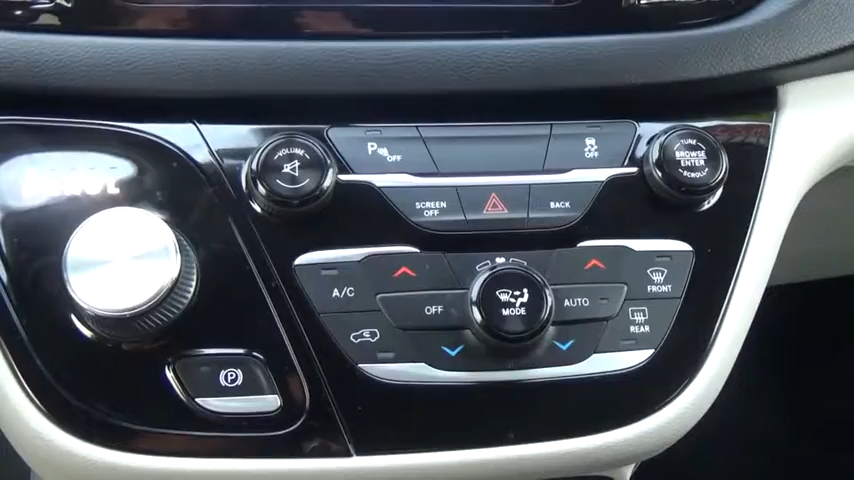 VOLUME
P OFF
OFF
TUNE
BROWSE
ENTER
SCROLL
SCREEN
OFF
BACK
A/C
OFF
MODE
AUTO
FRONT
REAR
P